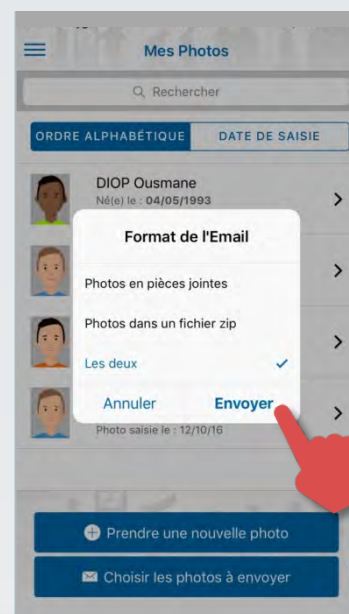 Mes Photos
Rechercher
ORDRE ALPHABÉTIQUE DATE DE SAISIE
DIOP Ousmane
Né(e) le : 04/05/1993
Format de l'Email
Photos en pièces jointes
Photos dans un fichier zip
Les deux
Annuler Envoyer
Photo saisie le : 12/10/16
Prendre une nouvelle photo
Choisir les photos à envoyer